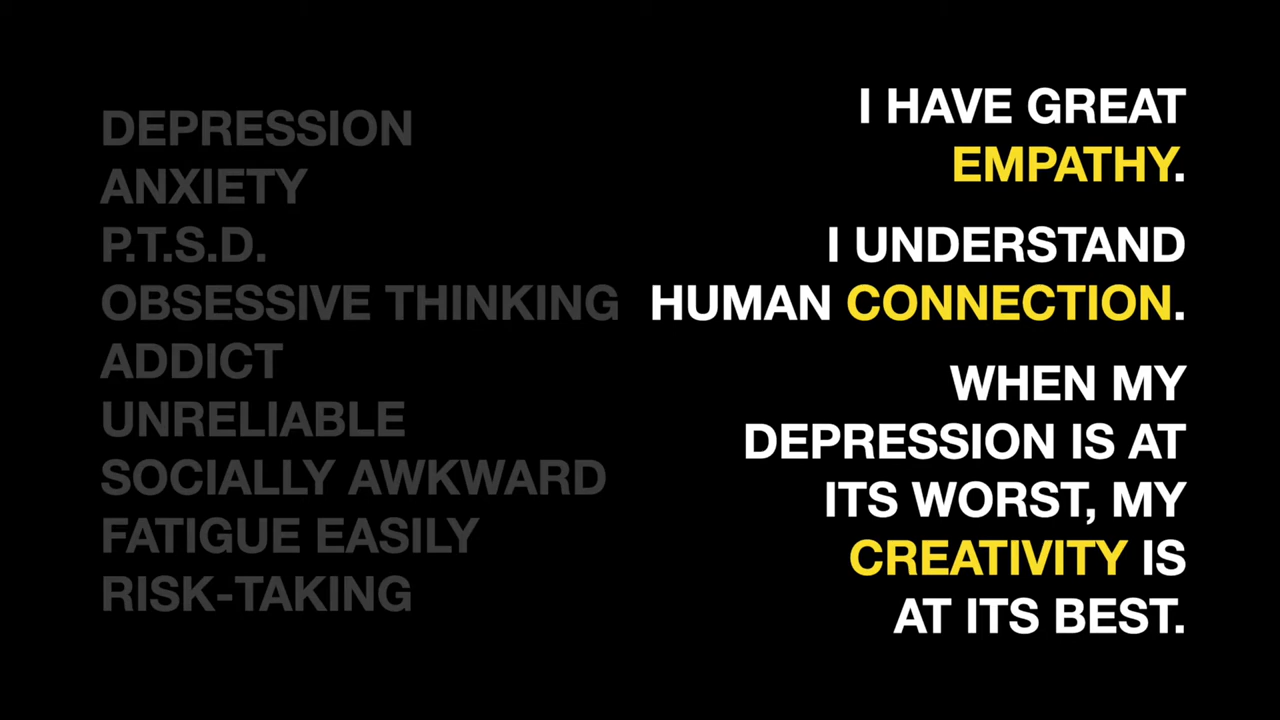 DEPRESSION
ANXIETY
P.T.S.D.
OBSESSIVE THINKING
ADDICT
UNRELIABLE
SOCIALLY AWKWARD
FATIGUE EASILY
RISK-TAKING
I HAVE GREAT
EMPATHY.
I UNDERSTAND
HUMAN CONNECTION.
WHEN MY
DEPRESSION IS AT
ITS WORST, MY
CREATIVITY IS
AT ITS BEST.